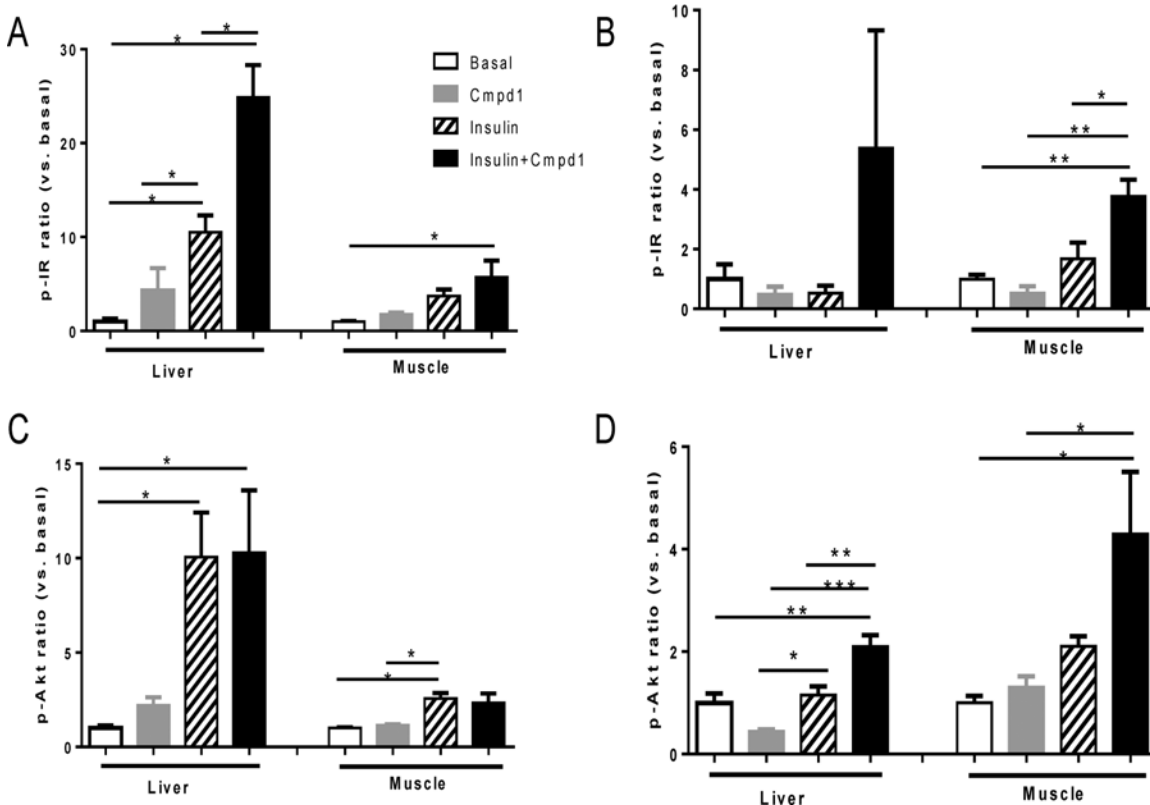 A
p-IR ratio (vs. basal)
30
20
10
0
* *
* *
*
Basal
Cmpd1
Insulin
Insulin+Cmpd1
Liver
Muscle
B
p-IR ratio (vs. basal)
10
8
6
4
2
0
*
**
**
Liver
Muscle
C
p-Akt ratio (vs. basal)
15
10
5
0
*
*
*
*
Liver
Muscle
D
p-Akt ratio (vs. basal)
6
4
2
0
**
***
**
*
*
*
Liver
Muscle